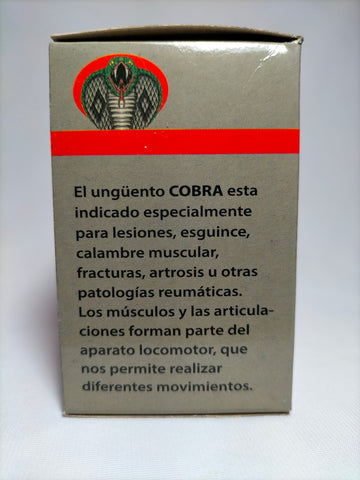 El ungüento COBRA esta
indicado especialmente
para lesiones, esguince,
calambre muscular,
fracturas, artrosis u otras
patologías reumáticas.
Los músculos y las articula-
ciones forman parte del
aparato locomotor, que
nos permite realizar
diferentes movimientos.